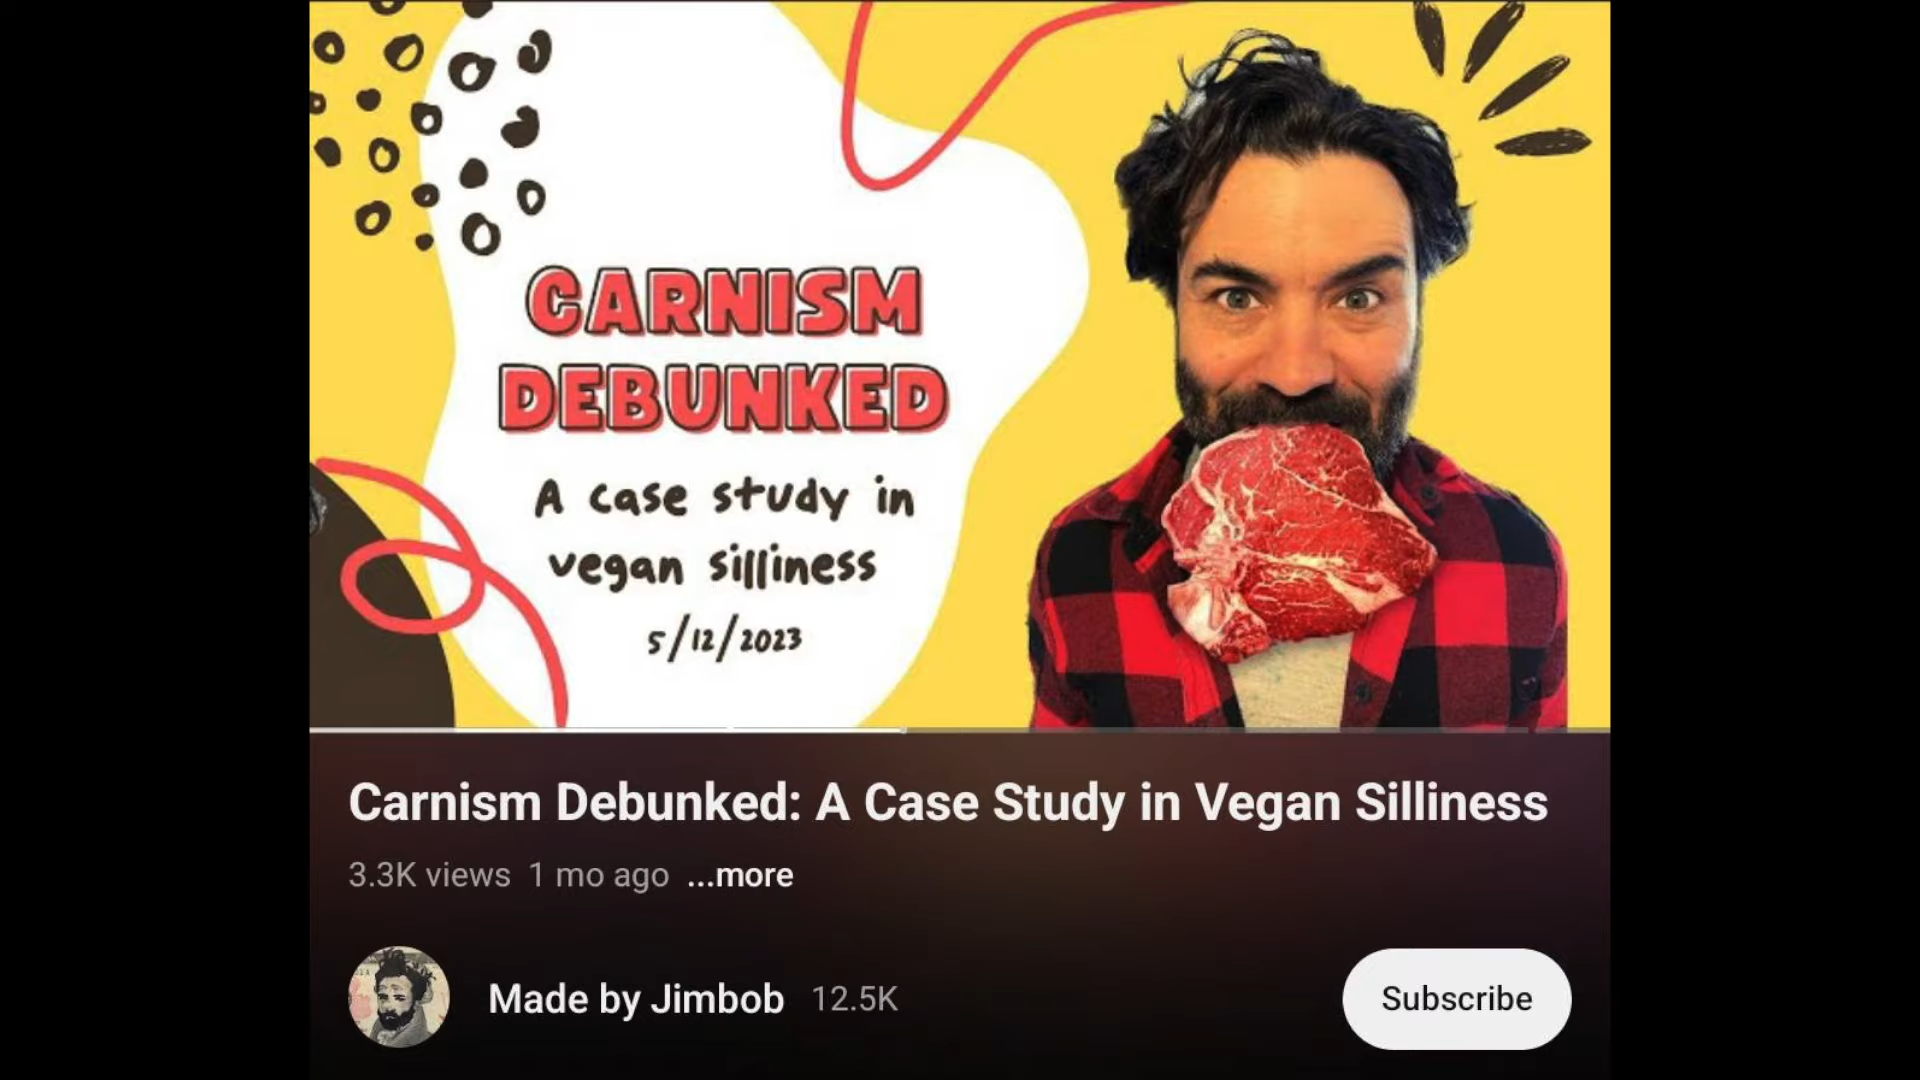 CARNISM
DEBUNKED
A case study in
vegan silliness
5/12/2023
Carnism Debunked: A Case Study in Vegan Silliness
3.3K views 1 mo ago ...more
Made by Jimbob 12.5K
Subscribe